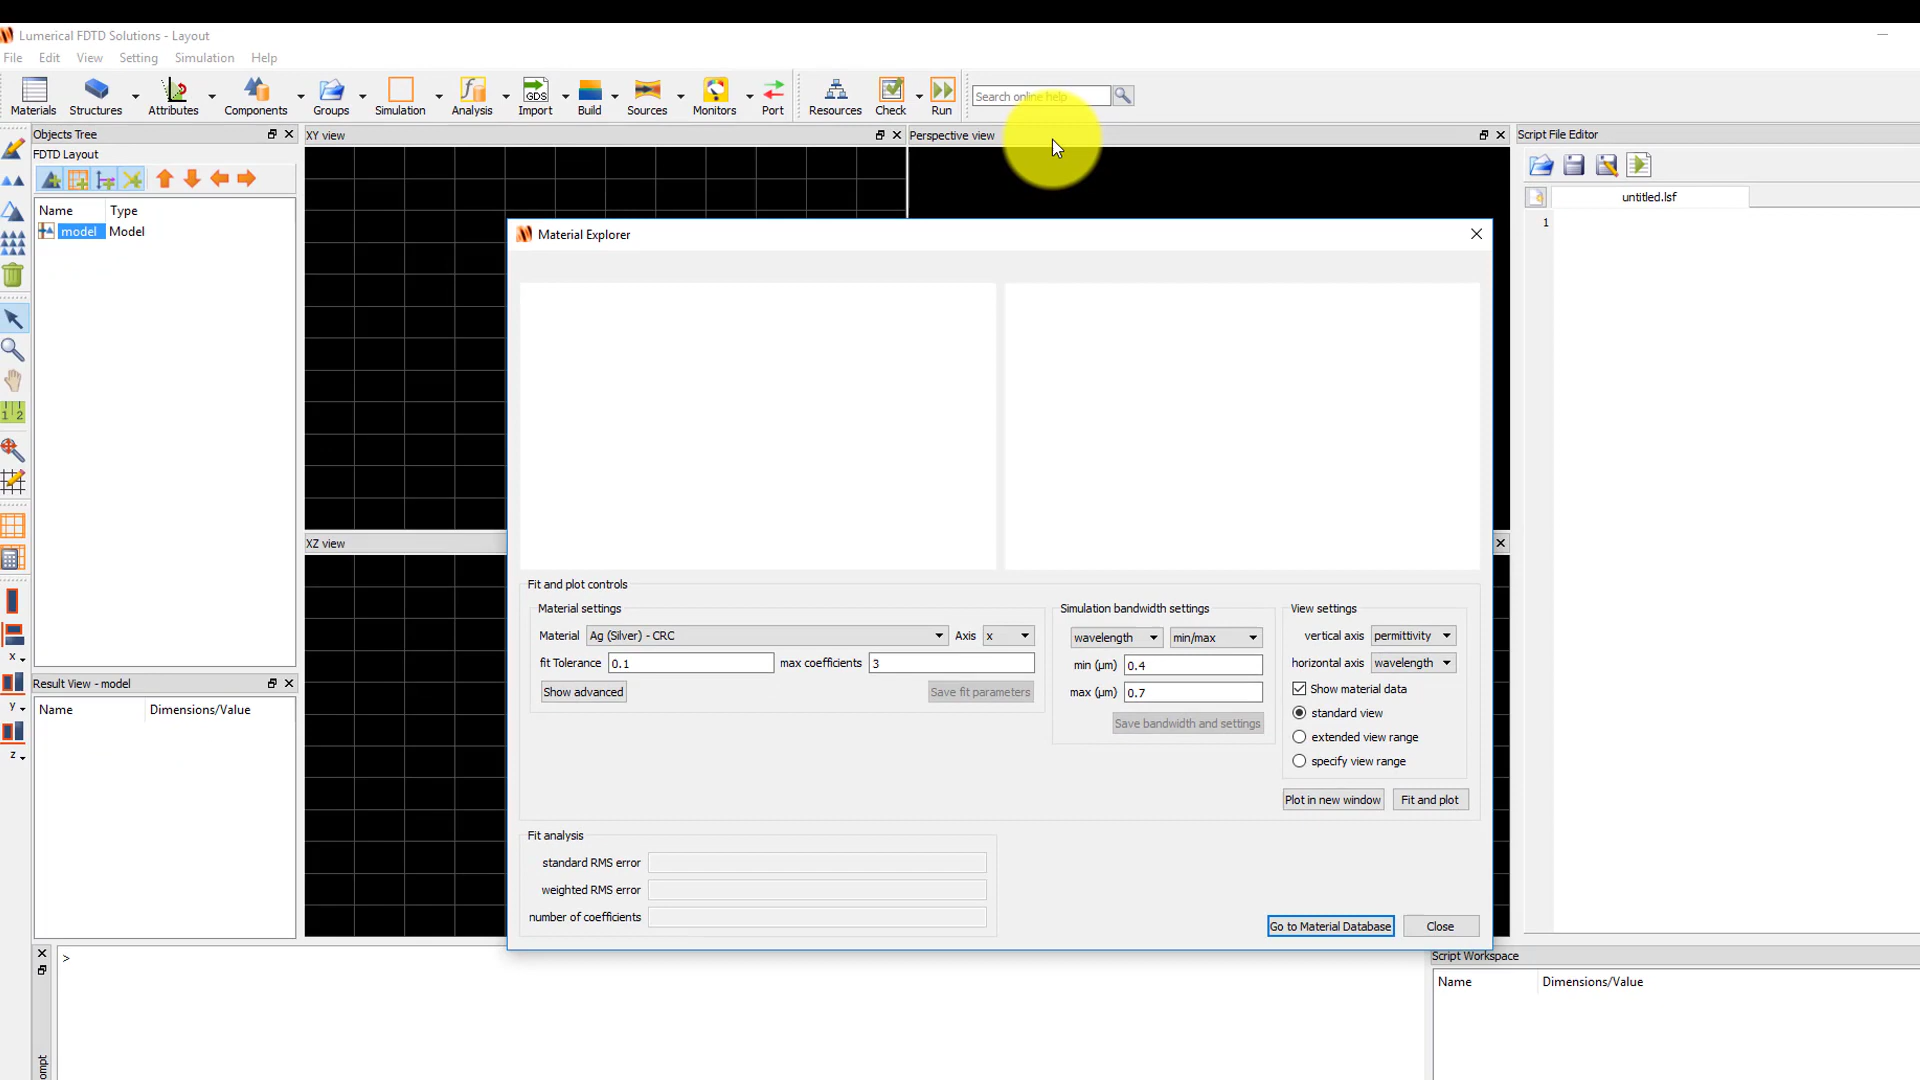 Lumerical FDTD Solutions - Layout
File Edit View Setting Simulation Help
Materials Structures Attributes Components Groups Simulation Analysis Import Build Sources Monitors Port Resources Check Run
GDS
Search online help
Objects Tree
FDTD Layout
Name Type
model Model
XY view
Perspective view
Script File Editor
untitled.lsf
1
1 2
x
y
z
XZ view
Result View - model
Name Dimensions/Value
Material Explorer
Fit and plot controls
Material settings
Material Ag (Silver) - CRC Axis x
fit Tolerance 0.1 max coefficients 3
Show advanced Save fit parameters
Simulation bandwidth settings
wavelength min/max
min (μm) 0.4
max (μm) 0.7
Save bandwidth and settings
View settings
vertical axis permittivity
horizontal axis wavelength
Show material data
standard view
extended view range
specify view range
Plot in new window Fit and plot
Fit analysis
standard RMS error
weighted RMS error
number of coefficients
Go to Material Database Close
>
Script Workspace
Name Dimensions/Value